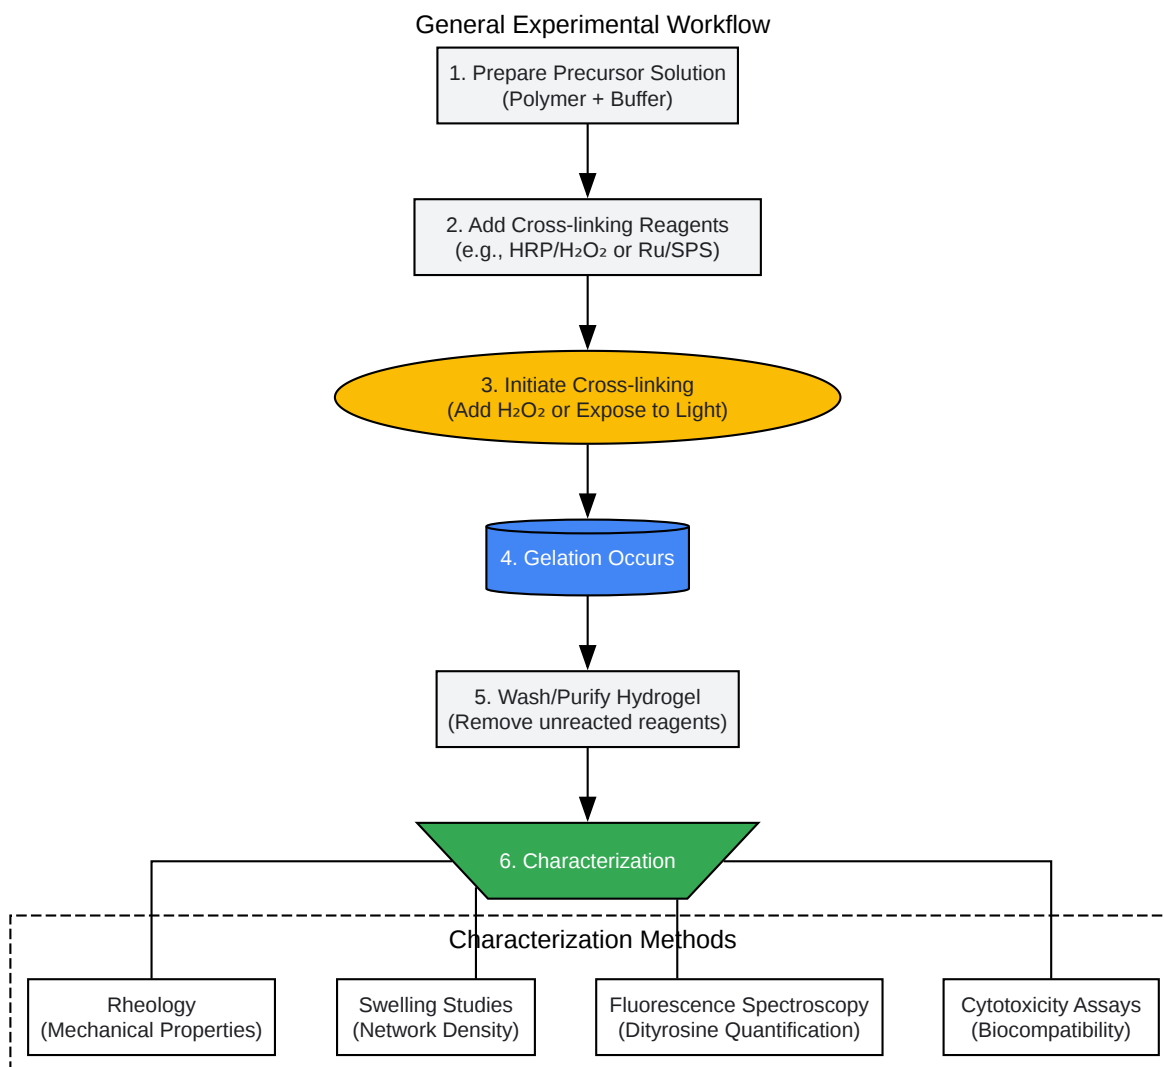 General Experimental Workflow
1. Prepare Precursor Solution
(Polymer + Buffer)
2. Add Cross-linking Reagents
(e.g., HRP/H₂O₂ or Ru/SPS)
3. Initiate Cross-linking
(Add H₂O₂ or Expose to Light)
4. Gelation Occurs
5. Wash/Purify Hydrogel
(Remove unreacted reagents)
6. Characterization
Characterization Methods
Rheology
(Mechanical Properties)
Swelling Studies
(Network Density)
Fluorescence Spectroscopy
(Dityrosine Quantification)
Cytotoxicity Assays
(Biocompatibility)